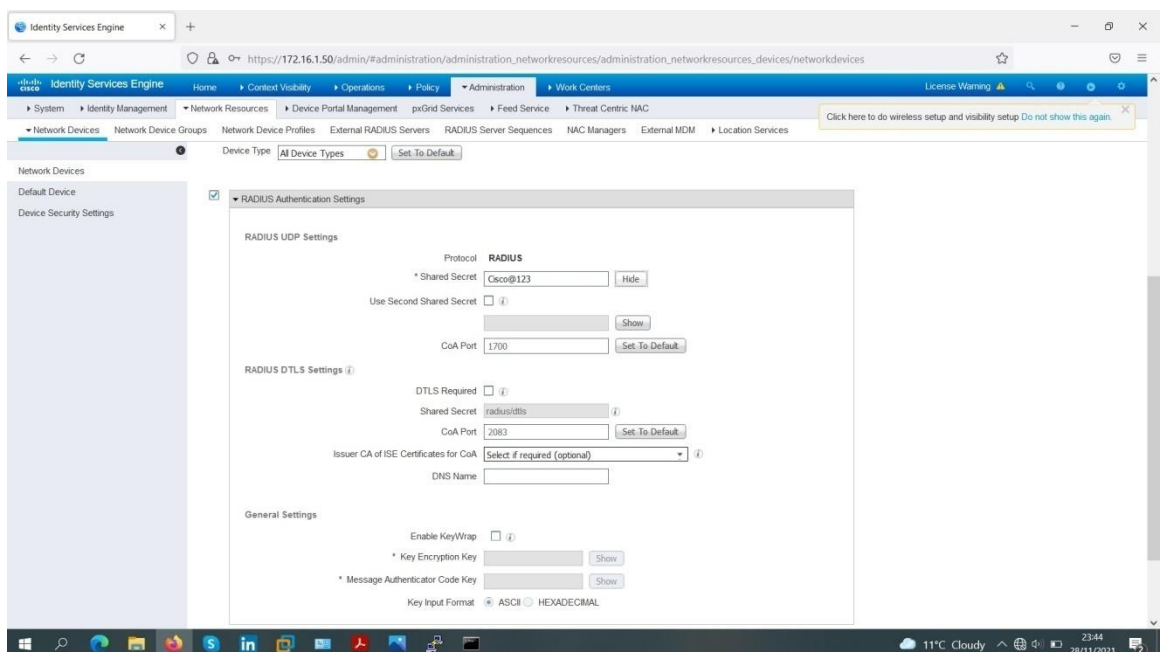 Identity Services Engine
https://172.16.1.50/admin/#administration/administration_networkresources/administration_networkresources_devices/networkdevices
cisco Identity Services Engine Home Context Visibility Operations Policy Administration Work Centers License Warning
System Identity Management Network Resources Device Portal Management pxGrid Services Feed Service Threat Centric NAC
Click here to do wireless setup and visibility setup Do not show this again.
Network Devices Network Device Groups Network Device Profiles External RADIUS Servers RADIUS Server Sequences NAC Managers External MDM Location Services
Device Type All Device Types Set To Default
Network Devices
Default Device
Device Security Settings
RADIUS Authentication Settings
RADIUS UDP Settings
Protocol RADIUS
* Shared Secret Cisco@123 Hide
Use Second Shared Secret
Show
CoA Port 1700 Set To Default
RADIUS DTLS Settings
DTLS Required
Shared Secret radius/dtls
CoA Port 2083 Set To Default
Issuer CA of ISE Certificates for CoA Select if required (optional)
DNS Name
General Settings
Enable KeyWrap
* Key Encryption Key Show
* Message Authenticator Code Key Show
Key Input Format ASCII HEXADECIMAL
11°C Cloudy 23:44
28/11/2021